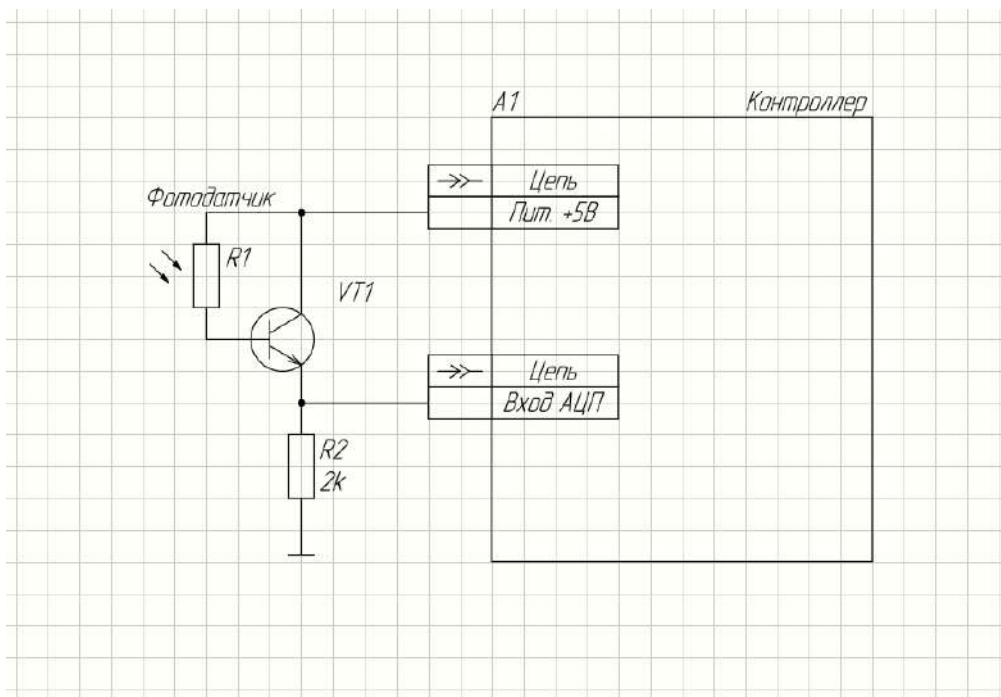 A1
Контроллер
Цепь
Пит. +5В
Фотодатчик
R1
VT1
Цепь
Вход АЦП
R2
2k